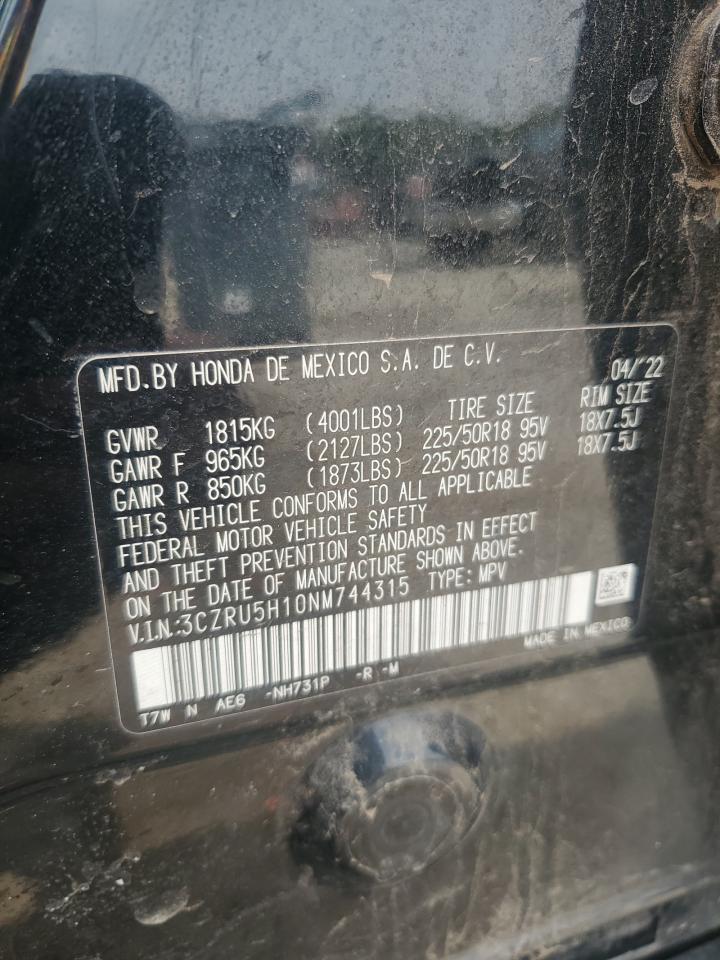 MFD.BY HONDA DE MEXICO S.A. DE C.V. 04/'22
TIRE SIZE RIM SIZE
GVWR 1815KG (4001LBS)
GAWR F 965KG (2127LBS) 225/50R18 95V 18X7.5J
GAWR R 850KG (1873LBS) 225/50R18 95V 18X7.5J
THIS VEHICLE CONFORMS TO ALL APPLICABLE
FEDERAL MOTOR VEHICLE SAFETY
AND THEFT PREVENTION STANDARDS IN EFFECT
ON THE DATE OF MANUFACTURE SHOWN ABOVE.
V.I.N.:3CZRU5H10NM744315 TYPE: MPV
MADE IN MEXICO
T7W N AE6 -NH731P -R -M